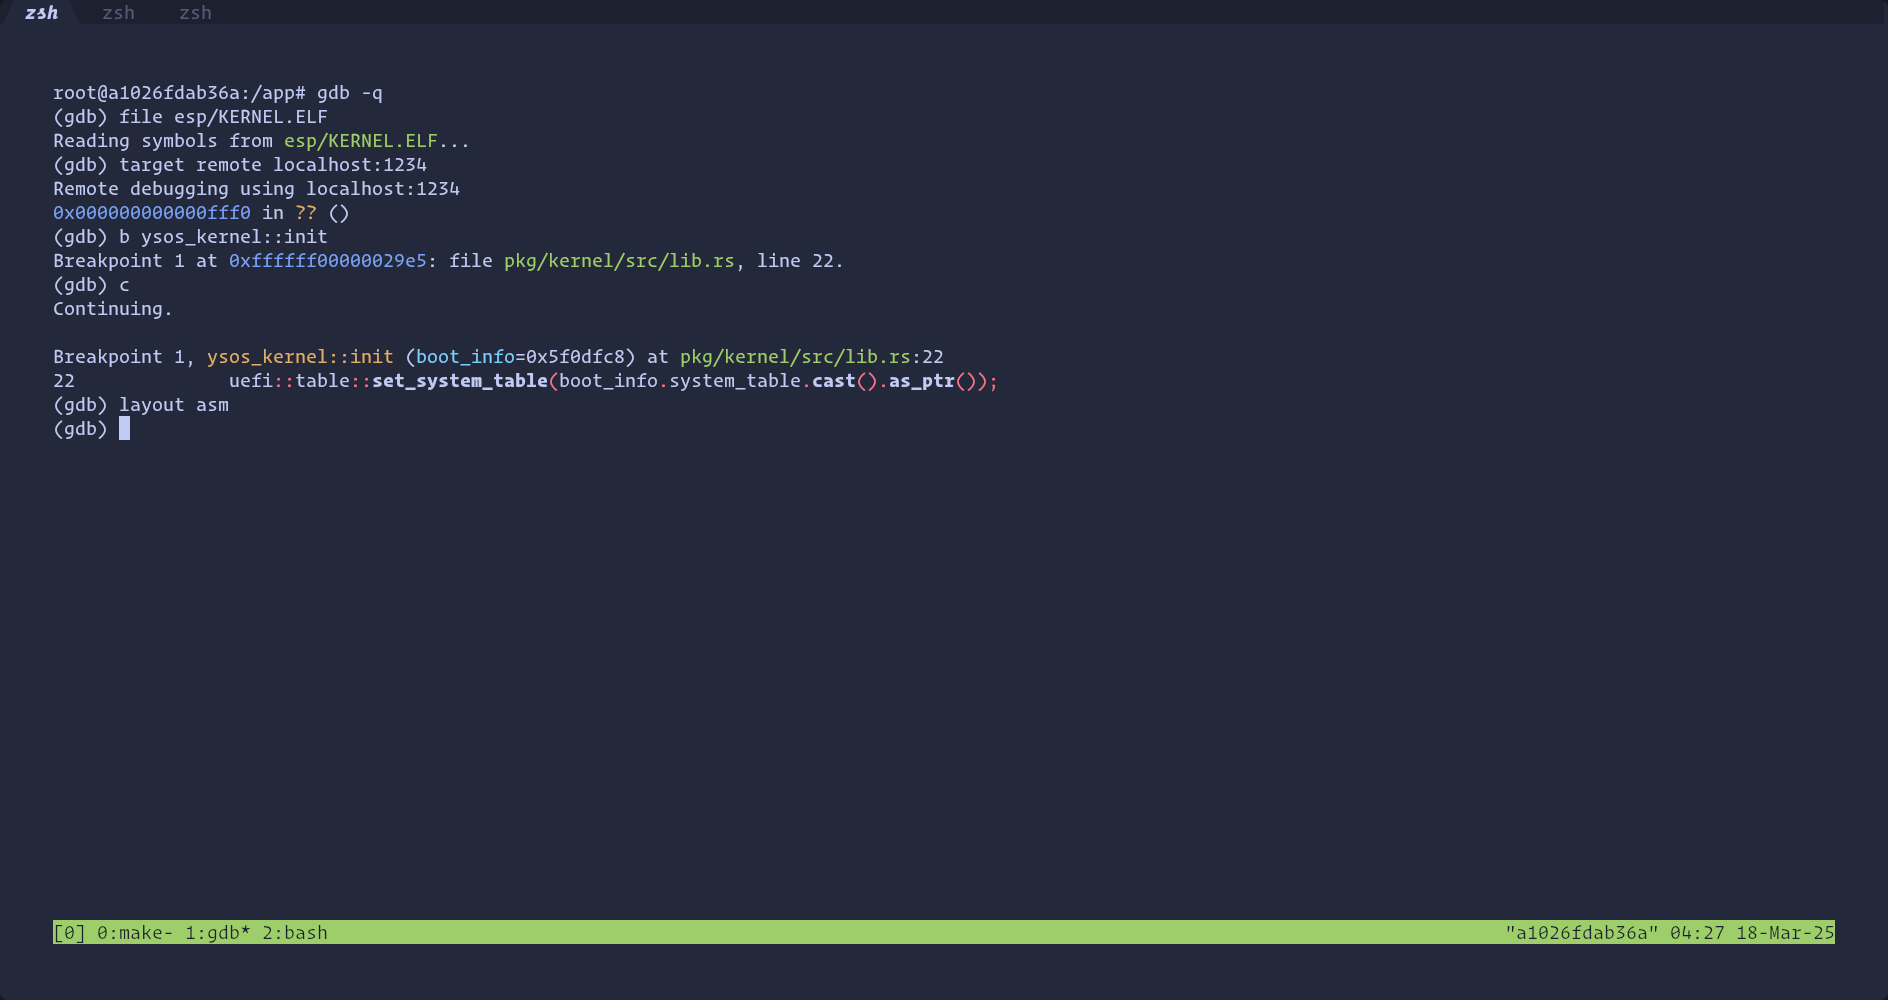 zsh zsh zsh
root@a1026fdab36a:/app# gdb -q
(gdb) file esp/KERNEL.ELF
Reading symbols from esp/KERNEL.ELF...
(gdb) target remote localhost:1234
Remote debugging using localhost:1234
0x000000000000fff0 in ?? ()
(gdb) b ysos_kernel::init
Breakpoint 1 at 0xffffff00000029e5: file pkg/kernel/src/lib.rs, line 22.
(gdb) c
Continuing.
Breakpoint 1, ysos_kernel::init (boot_info=0x5f0dfc8) at pkg/kernel/src/lib.rs:22
22              uefi::table::set_system_table(boot_info.system_table.cast().as_ptr());
(gdb) layout asm
(gdb)
[0] 0:make- 1:gdb* 2:bash "a1026fdab36a" 04:27 18-Mar-25